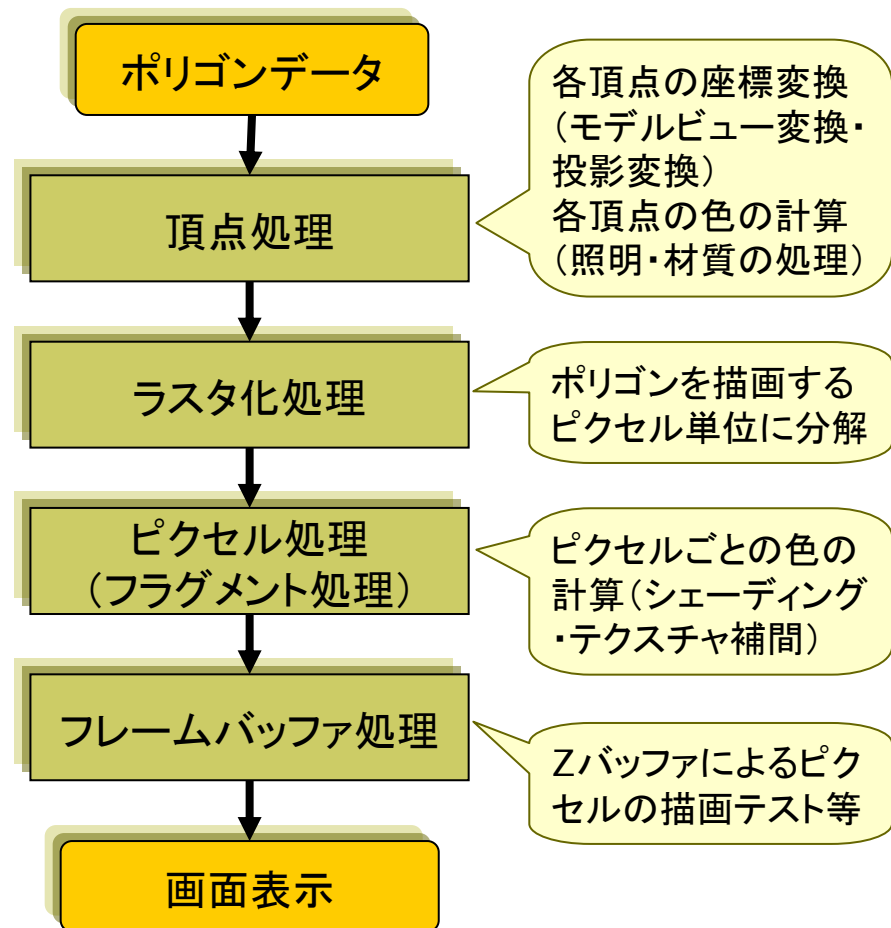 ポリゴンデータ
各頂点の座標変換
(モデルビュー変換・
投影変換)
各頂点の色の計算
(照明・材質の処理)
頂点処理
ラスタ化処理
ポリゴンを描画する
ピクセル単位に分解
ピクセル処理
(フラグメント処理)
ピクセルごとの色の
計算(シェーディング
・テクスチャ補間)
フレームバッファ処理
Zバッファによるピク
セルの描画テスト等
画面表示